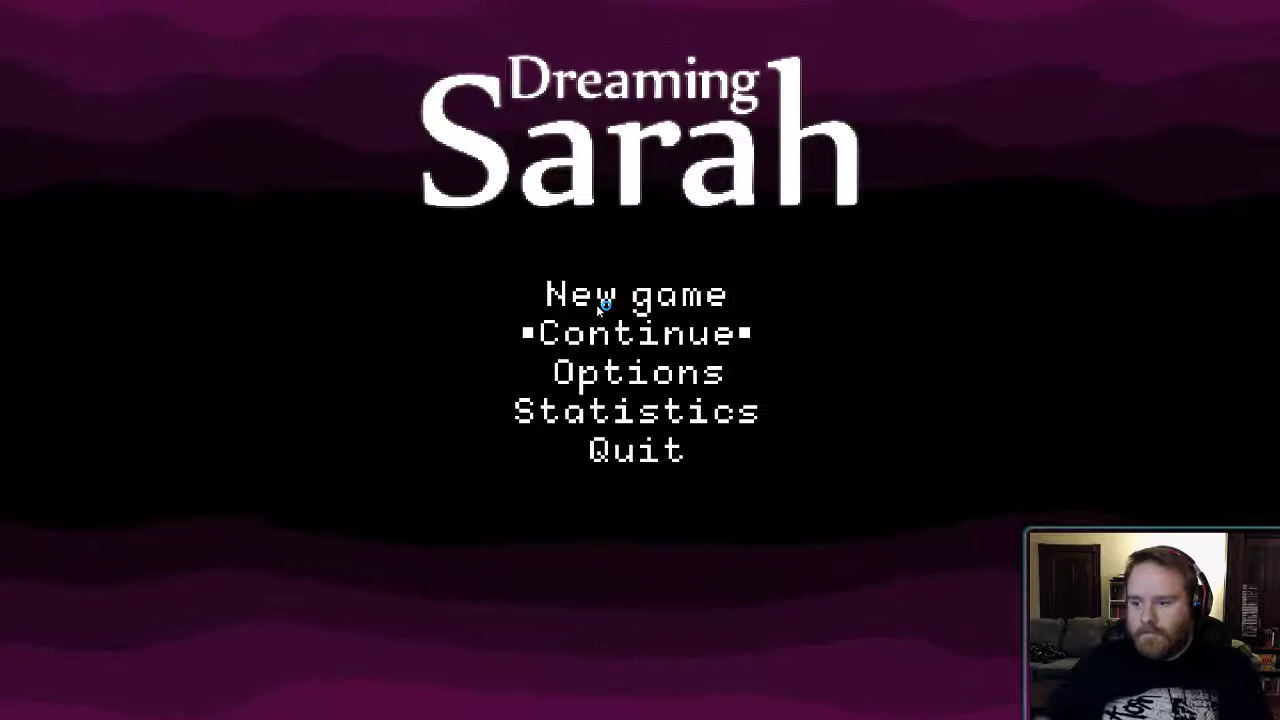 Dreaming
Sarah
New game
▪Continue▪
Options
Statistics
Quit